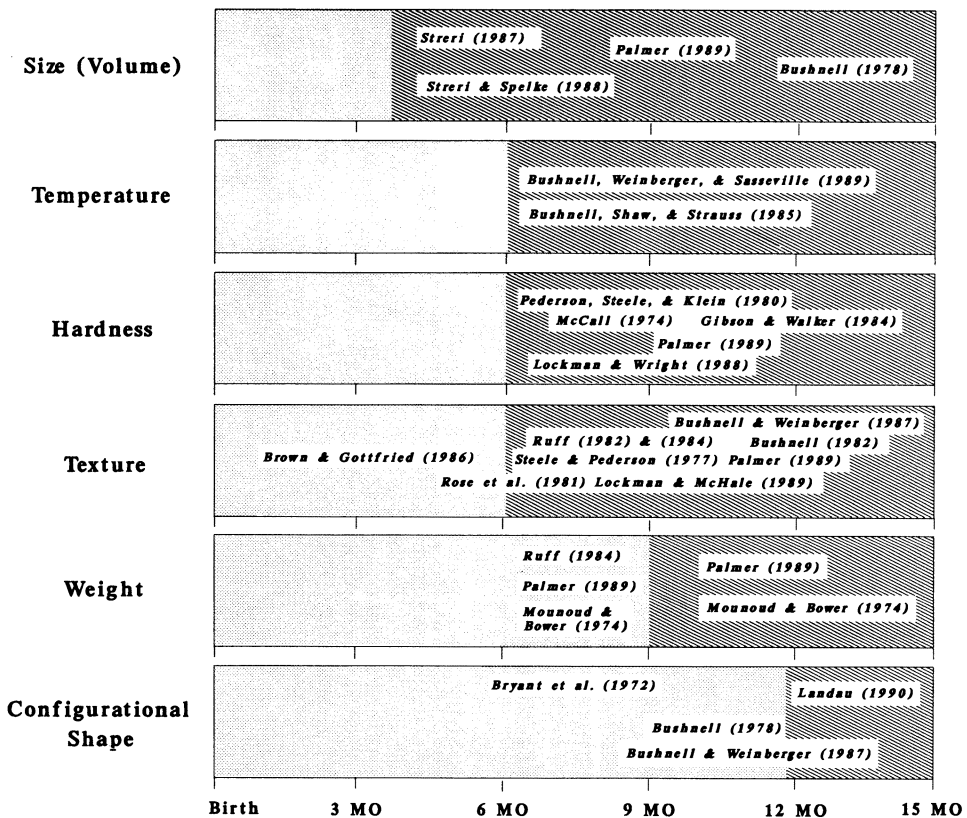 Size (Volume)
Streri (1987)
Palmer (1989)
Bushnell (1978)
Streri & Spelke (1988)
Temperature
Bushnell, Weinberger, & Sasseville (1989)
Bushnell, Shaw, & Strauss (1985)
Hardness
Pederson, Steele, & Klein (1980)
McCall (1974) Gibson & Walker (1984)
Palmer (1989)
Lockman & Wright (1988)
Texture
Bushnell & Weinberger (1987)
Ruff (1982) & (1984) Bushnell (1982)
Brown & Gottfried (1986)
Steele & Pederson (1977) Palmer (1989)
Rose et al. (1981) Lockman & McHale (1989)
Weight
Ruff (1984)
Palmer (1989)
Mounoud &
Bower (1974)
Palmer (1989)
Mounoud & Bower (1974)
Configurational
Shape
Bryant et al. (1972)
Landau (1990)
Bushnell (1978)
Bushnell & Weinberger (1987)
Birth 3 MO 6 MO 9 MO 12 MO 15 MO